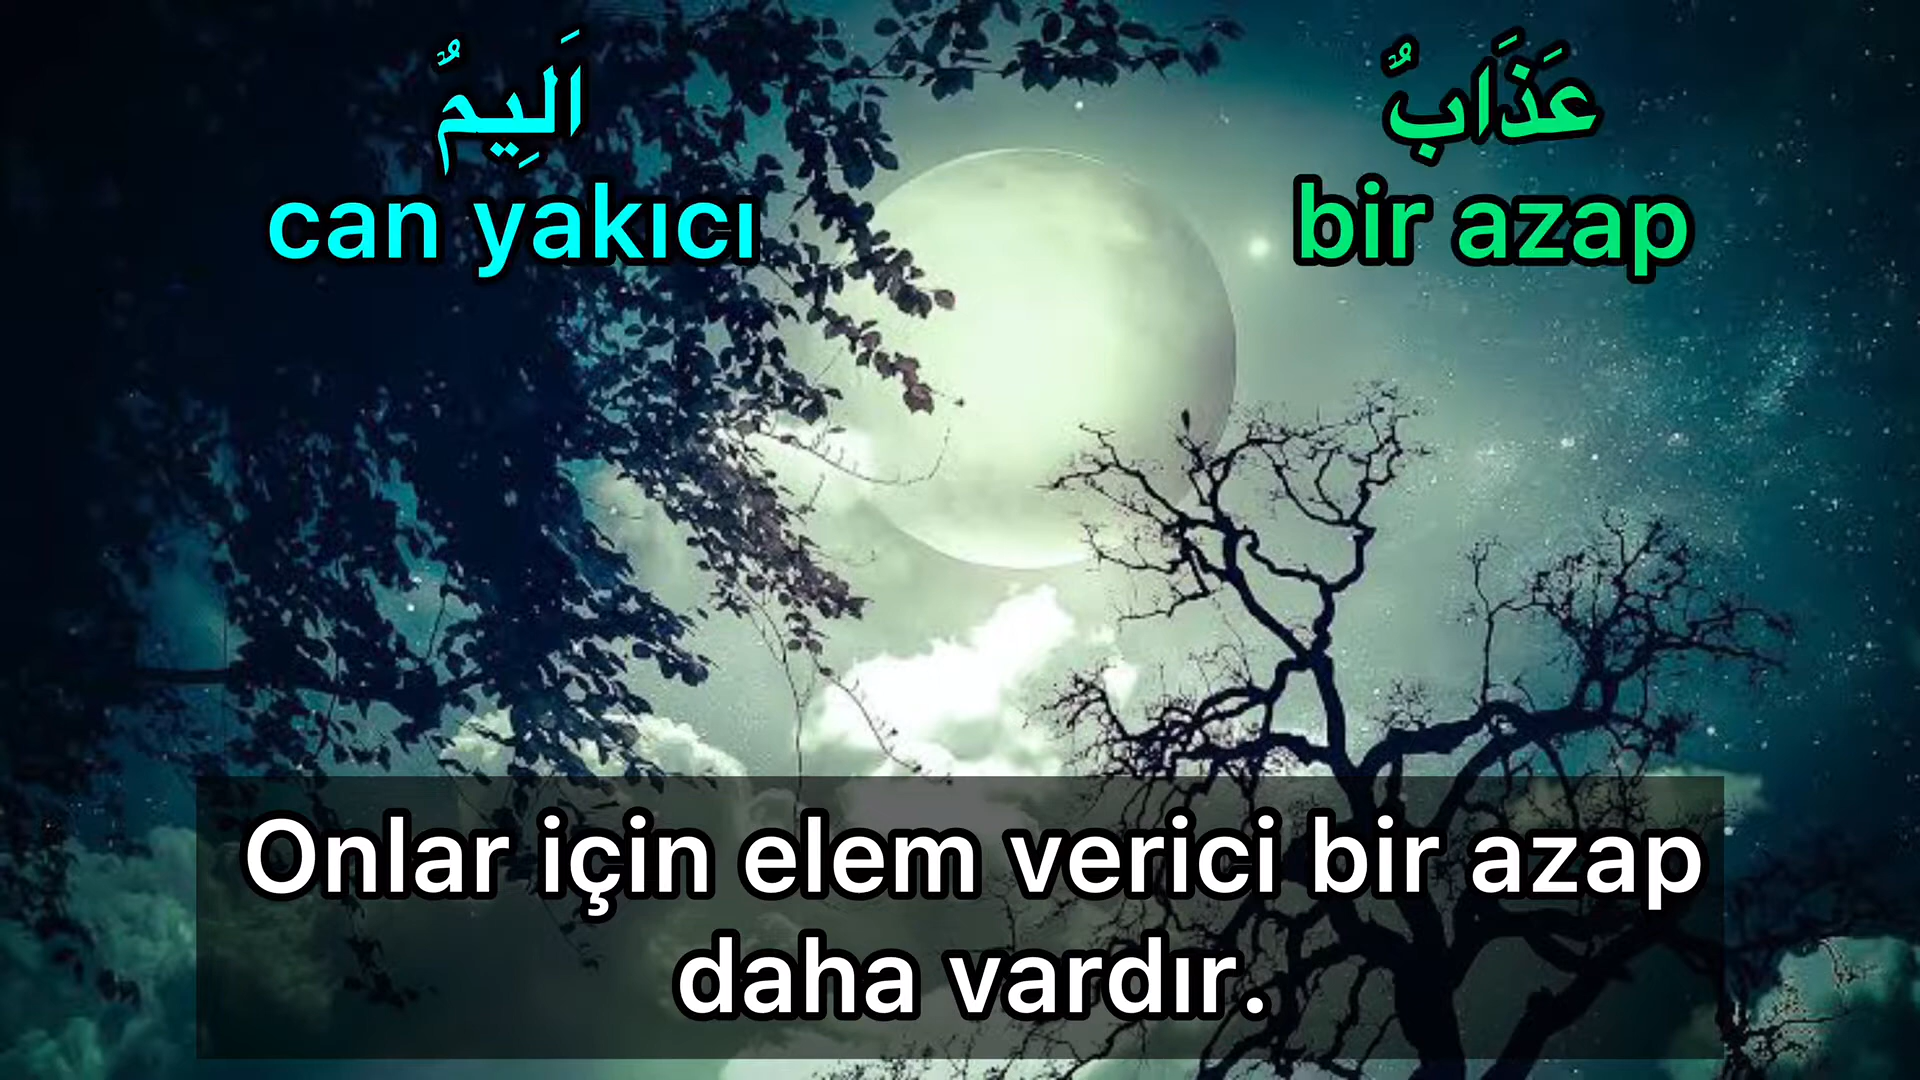 عَذَابٌ
bir azap
اَلِيمٌ
can yakıcı
Onlar için elem verici bir azap
daha vardır.